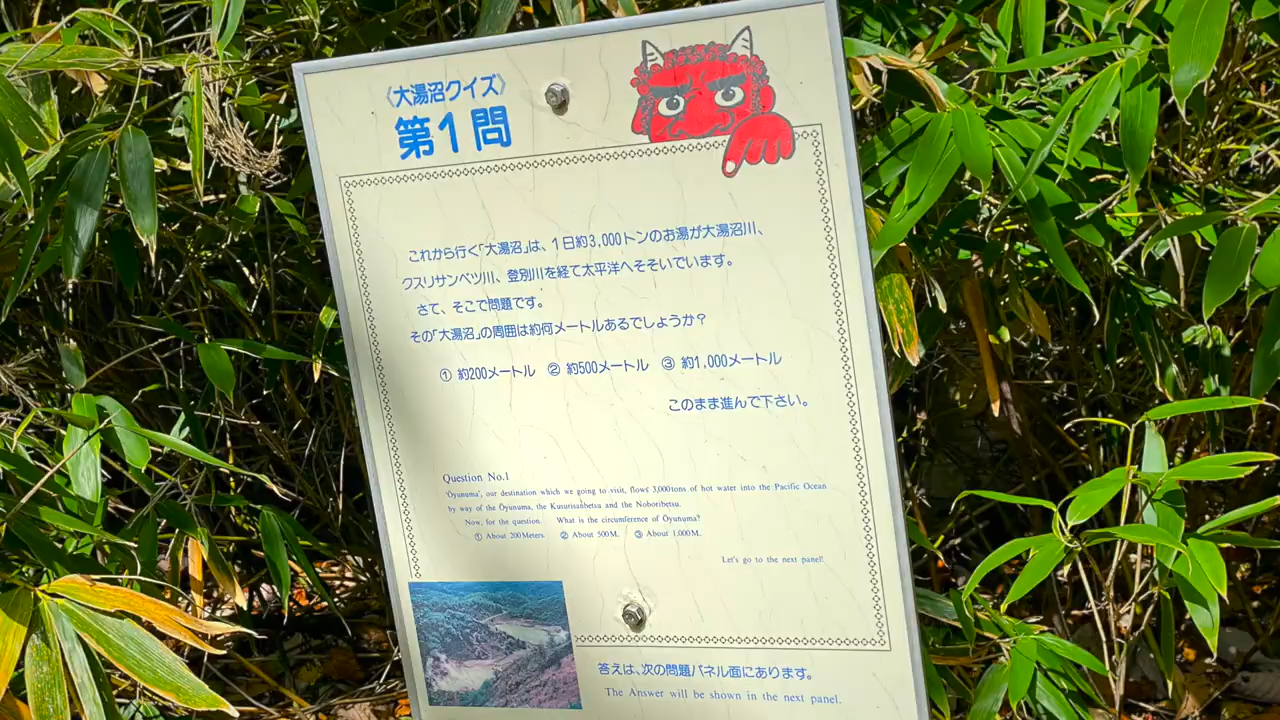 《大湯沼クイズ》
第1問
これから行く「大湯沼」は、1日約3,000トンのお湯が大湯沼川、
クスリサンベツ川、登別川を経て太平洋へそそいでいます。
さて、そこで問題です。
その「大湯沼」の周囲は約何メートルあるでしょうか?
① 約200メートル ② 約500メートル ③ 約1,000メートル
このまま進んで下さい。
Question No.1
'Ōyunuma', our destination which we going to visit, flows 3,000tons of hot water into the Pacific Ocean
by way of the Ōyunuma, the Kusurisanbetsu and the Noboribetsu.
Now, for the question. What is the circumference of Ōyunuma?
① About 200Meters. ② About 500M. ③ About 1,000M.
Let's go to the next panel!
答えは、次の問題パネル面にあります。
The Answer will be shown in the next panel.